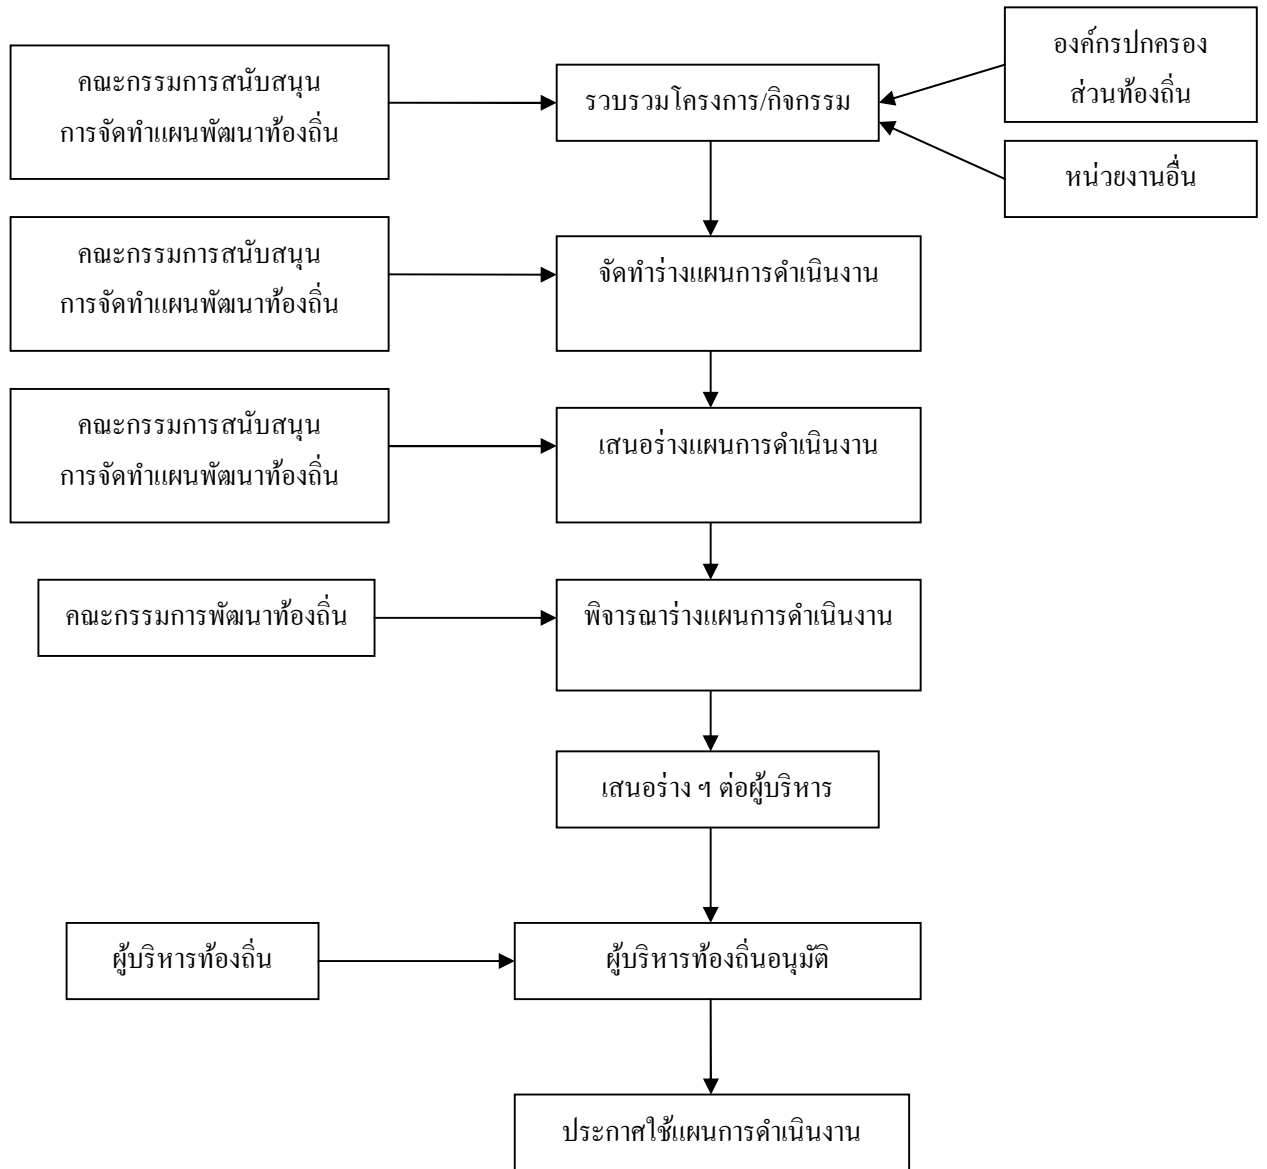 องค์กรปกครอง
ส่วนท้องถิ่น
คณะกรรมการสนับสนุน
การจัดทำแผนพัฒนาท้องถิ่น
รวบรวมโครงการ/กิจกรรม
หน่วยงานอื่น
คณะกรรมการสนับสนุน
การจัดทำแผนพัฒนาท้องถิ่น
จัดทำร่างแผนการดำเนินงาน
คณะกรรมการสนับสนุน
การจัดทำแผนพัฒนาท้องถิ่น
เสนอร่างแผนการดำเนินงาน
คณะกรรมการพัฒนาท้องถิ่น
พิจารณาร่างแผนการดำเนินงาน
เสนอร่าง ฯ ต่อผู้บริหาร
ผู้บริหารท้องถิ่น
ผู้บริหารท้องถิ่นอนุมัติ
ประกาศใช้แผนการดำเนินงาน